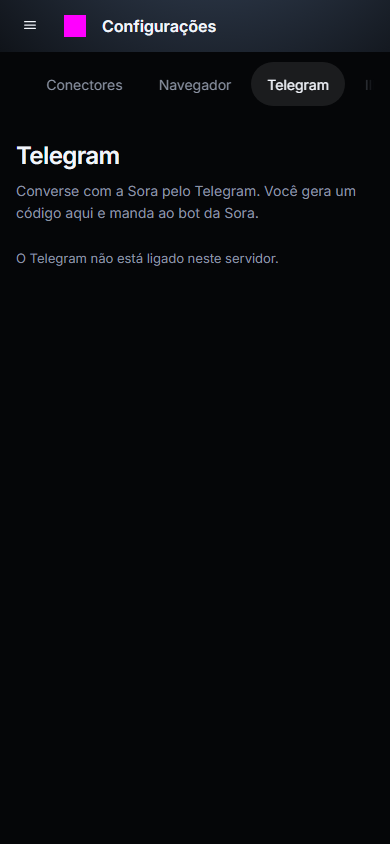 Configurações
Conectores Navegador Telegram
Telegram
Converse com a Sora pelo Telegram. Você gera um
código aqui e manda ao bot da Sora.
O Telegram não está ligado neste servidor.